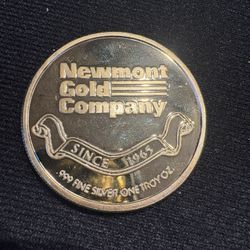 Newmont
Gold
Company
SINCE 1965
.999 FINE SILVER, ONE TROY OZ.